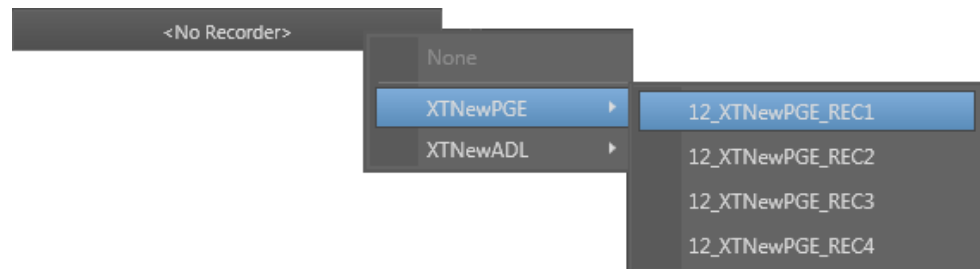 <No Recorder>
None
XTNewPGE
XTNewADL
12_XTNewPGE_REC1
12_XTNewPGE_REC2
12_XTNewPGE_REC3
12_XTNewPGE_REC4